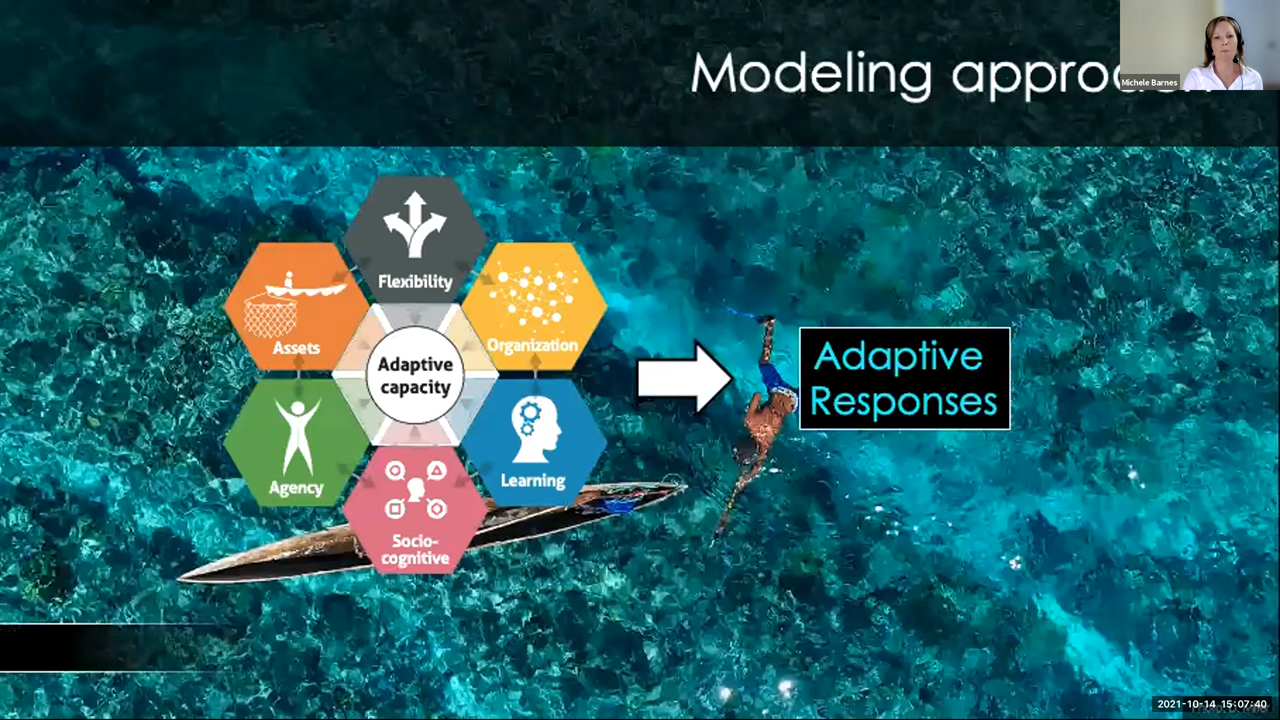 Modeling appro
Michele Barnes
Flexibility
Assets
Organization
Adaptive
capacity
Agency
Learning
Socio-
cognitive
Adaptive
Responses
2021-10-14 15:07:40